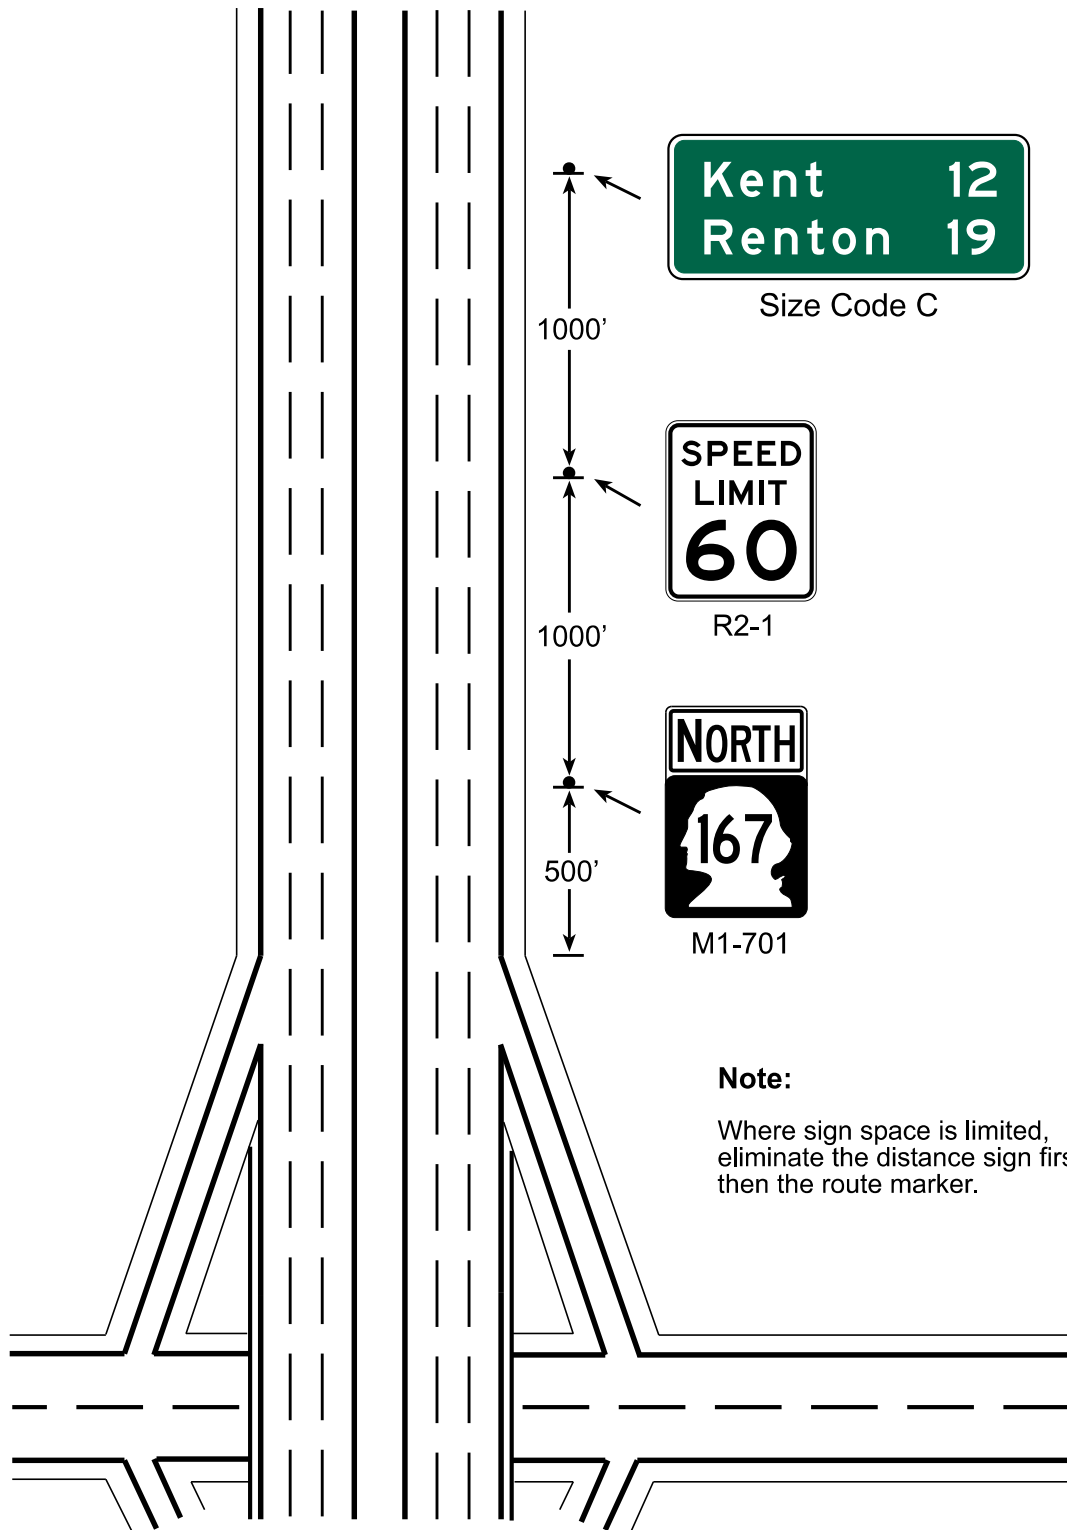 Kent 12
Renton 19
Size Code C
1000’
SPEED
LIMIT
60
R2-1
1000’
NORTH
167
500’
M1-701
Note:
Where sign space is limited,
eliminate the distance sign firs
then the route marker.